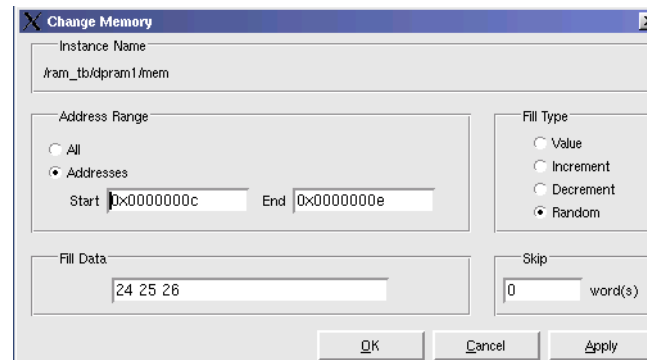 Change Memory
Instance Name
/ram_tb/dpram1/mem
Address Range
All
Addresses
Start 0x0000000c End 0x0000000e
Fill Type
Value
Increment
Decrement
Random
Fill Data
24 25 26
Skip
0 word(s)
OK Cancel Apply